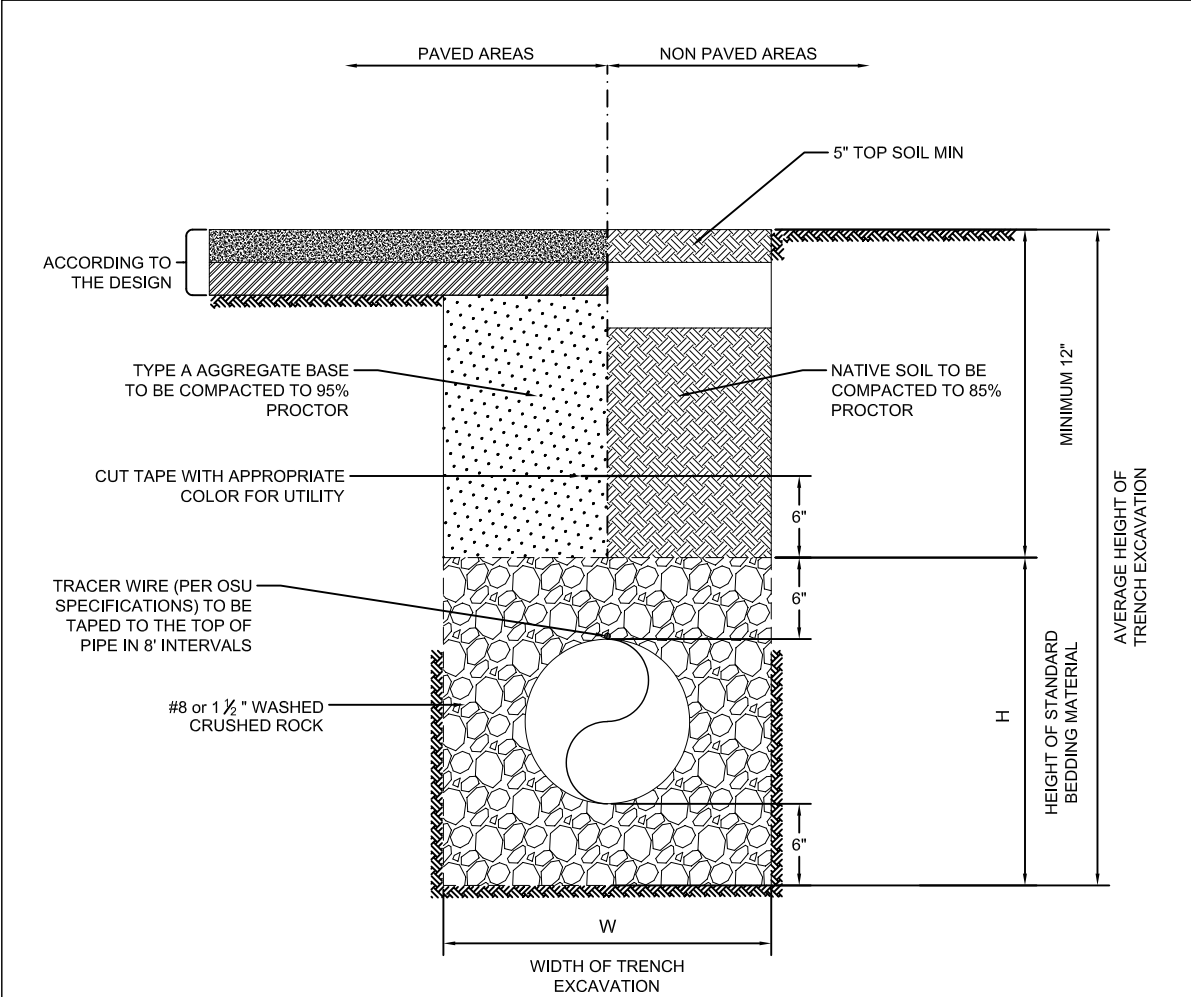 PAVED AREAS
NON PAVED AREAS
5" TOP SOIL MIN
ACCORDING TO
THE DESIGN
TYPE A AGGREGATE BASE
TO BE COMPACTED TO 95%
PROCTOR
NATIVE SOIL TO BE
COMPACTED TO 85%
PROCTOR
CUT TAPE WITH APPROPRIATE
COLOR FOR UTILITY
6"
MINIMUM 12"
AVERAGE HEIGHT OF
TRENCH EXCAVATION
TRACER WIRE (PER OSU
SPECIFICATIONS) TO BE
TAPED TO THE TOP OF
PIPE IN 8' INTERVALS
6"
#8 or 1 ½ " WASHED
CRUSHED ROCK
H
HEIGHT OF STANDARD
BEDDING MATERIAL
6"
W
WIDTH OF TRENCH
EXCAVATION